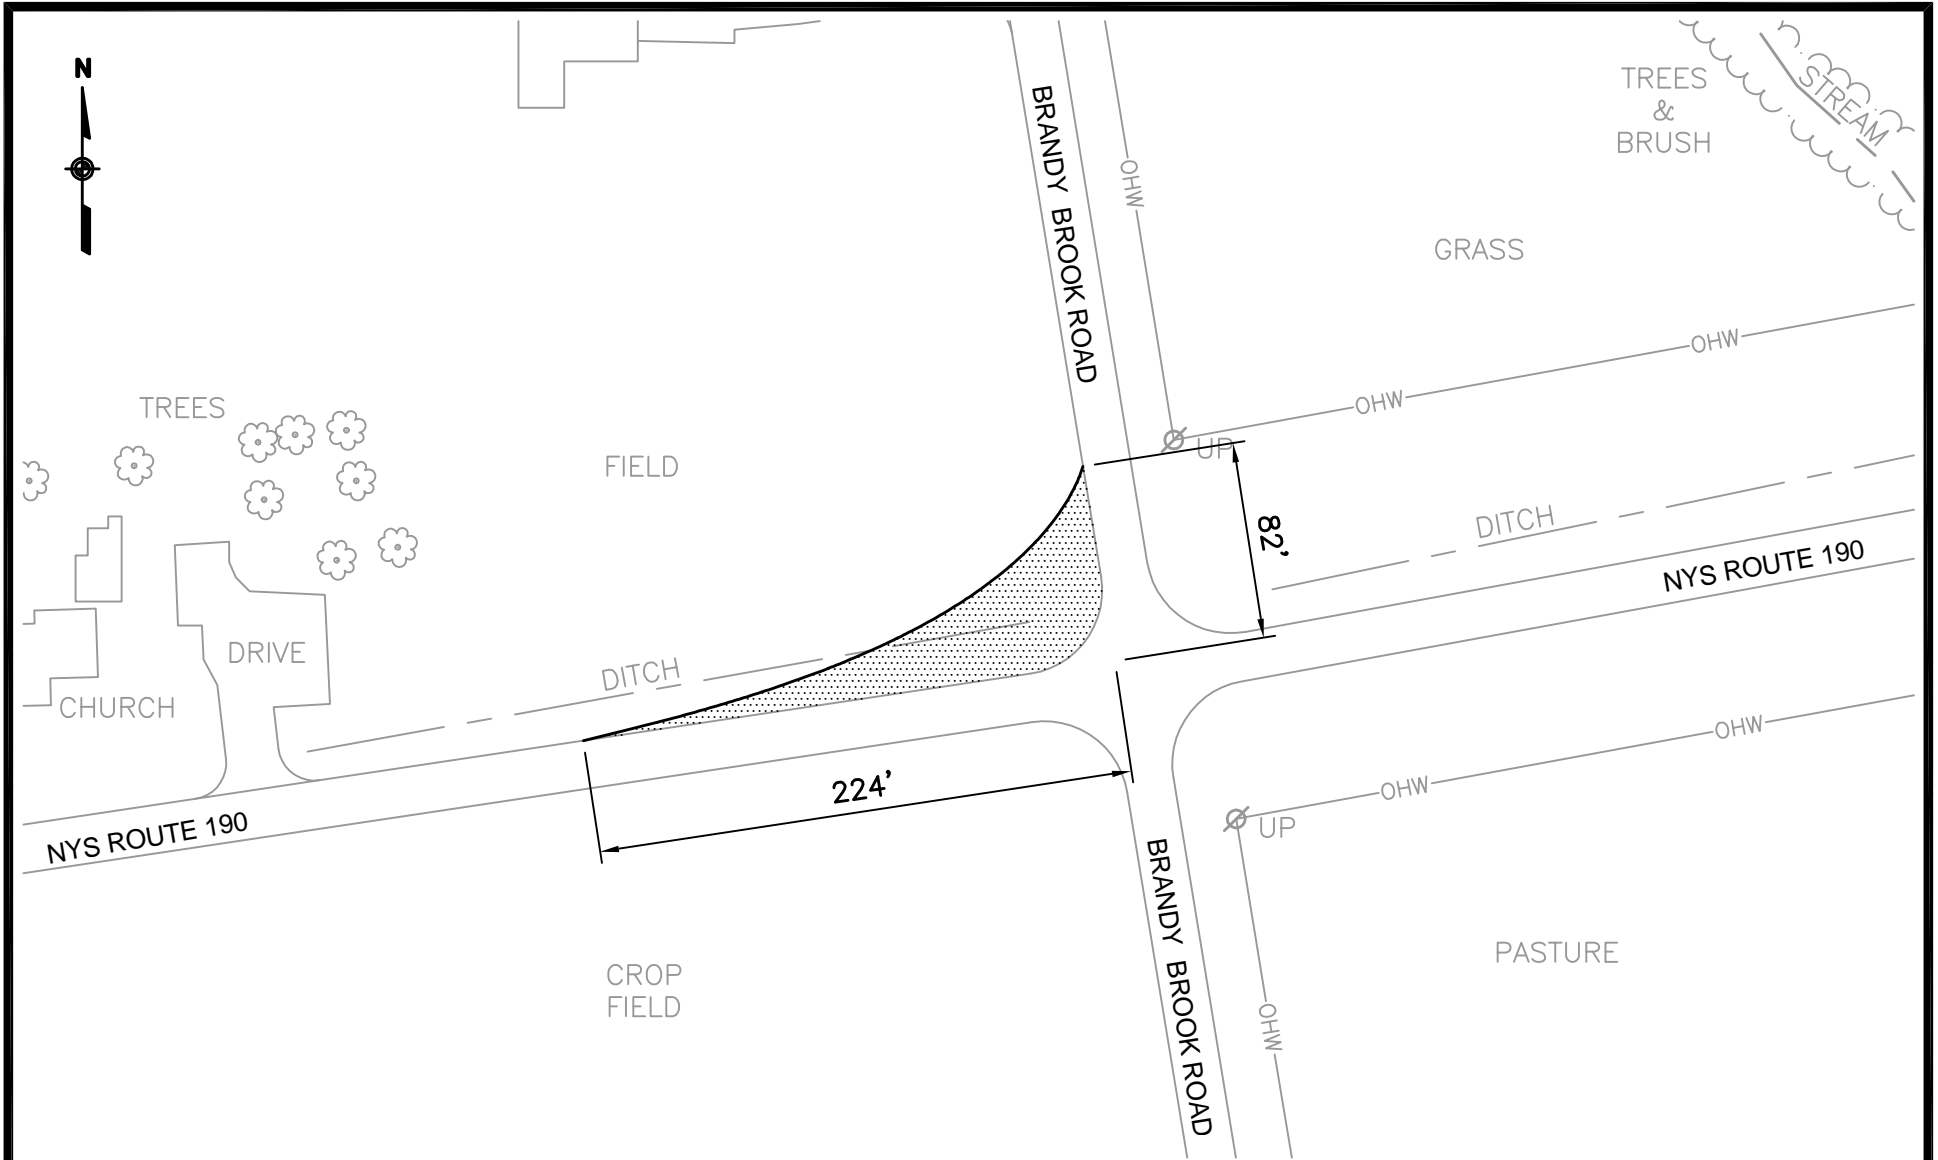 N
BRANDY BROOK ROAD
OHW
TREES
&
BRUSH
STREAM
GRASS
OHW
OHW
TREES
FIELD
UP
82'
DITCH
NYS ROUTE 190
DRIVE
DITCH
CHURCH
224'
OHW
OHW
NYS ROUTE 190
UP
BRANDY BROOK ROAD
CROP
FIELD
PASTURE
OHW